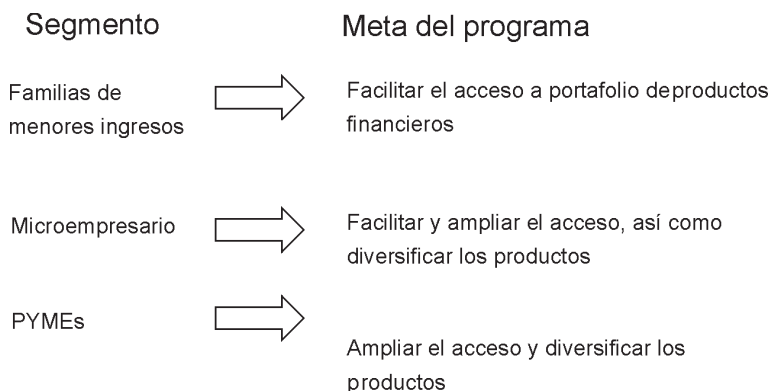 Segmento Meta del programa
Familias de
menores ingresos
Facilitar el acceso a portafolio deproductos
financieros
Microempresario
Facilitar y ampliar el acceso, así como
diversificar los productos
PYMEs
Ampliar el acceso y diversificar los
productos